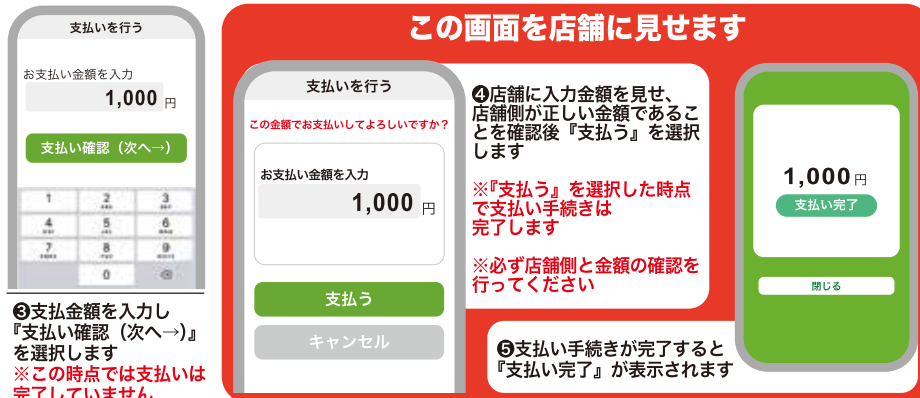 支払いを行う
お支払い金額を入力
1,000 円
支払い確認（次へ→）
1
2
3
4
5
6
7
8
9
0
❸支払金額を入力し
『支払い確認（次へ→）』
を選択します
※この時点では支払いは
完了していません
この画面を店舗に見せます
支払いを行う
この金額でお支払いしてよろしいですか？
お支払い金額を入力
1,000 円
支払う
キャンセル
❹店舗に入力金額を見せ、
店舗側が正しい金額であるこ
とを確認後『支払う』を選択
します
※『支払う』を選択した時点
で支払い手続きは
完了します
※必ず店舗側と金額の確認を
行ってください
1,000 円
支払い完了
閉じる
❺支払い手続きが完了すると
『支払い完了』が表示されます